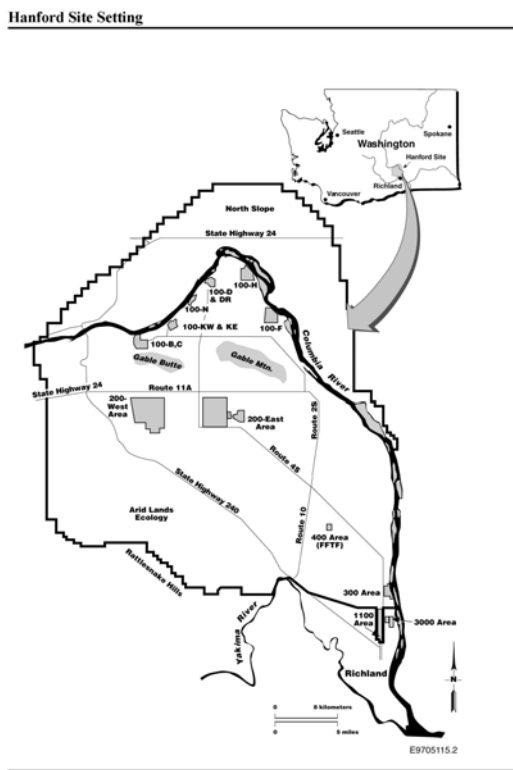 Hanford Site Setting
Seattle
Spokane
Washington
Hanford Site
Richland
Vancouver
North Slope
State Highway 24
100-H
100-D
& DR
100-N
100-F
100-KW & KE
100-B,C
Columbia River
Gable Butte
Gable Mtn.
State Highway 24
Route 11A
200-
West
Area
200-East
Area
Route 2S
Route 4S
State Highway 240
Arid Lands
Ecology
Route 10
400 Area
(FFTF)
Rattlesnake Hills
300 Area
1100
Area
3000 Area
Yakima River
Richland
N
0 8 kilometers
0 5 miles
E9705115.2